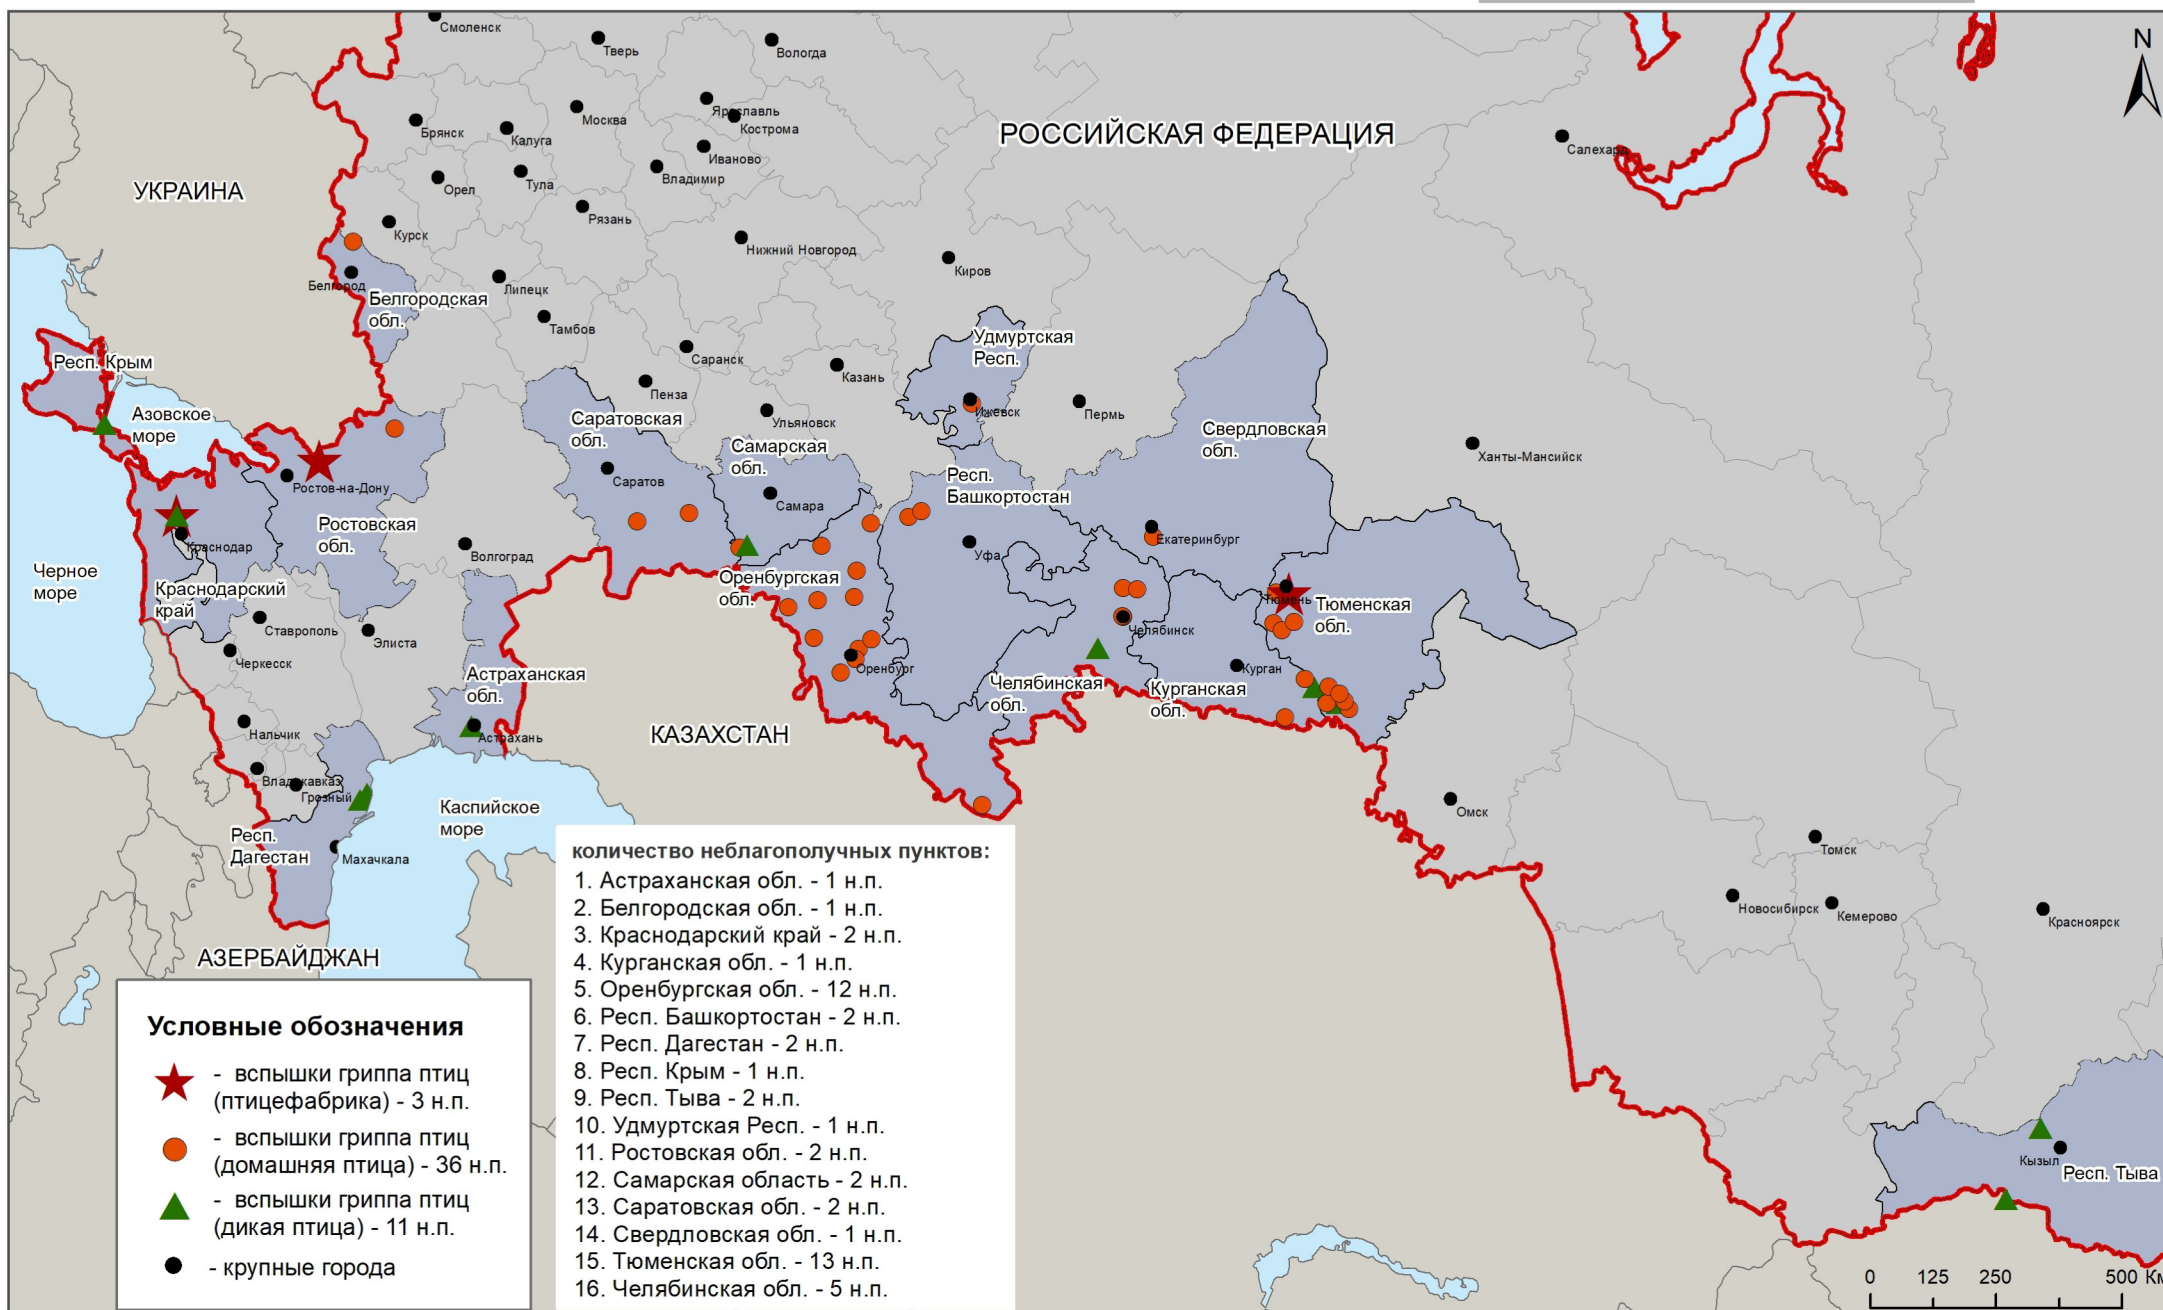 Смоленск
Тверь
Вологда
N
Ярославль
Кострома
Москва
РОССИЙСКАЯ ФЕДЕРАЦИЯ
Брянск
Калуга
Салехард
Иваново
Владимир
УКРАИНА
Орел
Тула
Рязань
Курск
Нижний Новгород
Киров
Белгород
Липецк
Белгородская
обл.
Тамбов
Удмуртская
Респ.
Саранск
Респ. Крым
Казань
Пенза
Ижевск
Пермь
Азовское
море
Саратовская
обл.
Ульяновск
Свердловская
обл.
Самарская
обл.
Ханты-Мансийск
Ростов-на-Дону
Саратов
Респ.
Башкортостан
Самара
Ростовская
обл.
Краснодар
Волгоград
Уфа
Екатеринбург
Черное
море
Краснодарский
край
Оренбургская
обл.
Тюмень
Тюменская
обл.
Ставрополь
Элиста
Челябинск
Черкесск
Оренбург
Курган
Астраханская
обл.
Челябинская
обл.
Курганская
обл.
Нальчик
Астрахань
КАЗАХСТАН
Владикавказ
Грозный
Каспийское
море
Омск
Респ.
Дагестан
Махачкала
Томск
Новосибирск
Кемерово
Красноярск
АЗЕРБАЙДЖАН
количество неблагополучных пунктов:
1. Астраханская обл. - 1 н.п.
2. Белгородская обл. - 1 н.п.
3. Краснодарский край - 2 н.п.
4. Курганская обл. - 1 н.п.
5. Оренбургская обл. - 12 н.п.
6. Респ. Башкортостан - 2 н.п.
7. Респ. Дагестан - 2 н.п.
8. Респ. Крым - 1 н.п.
9. Респ. Тыва - 2 н.п.
10. Удмуртская Респ. - 1 н.п.
11. Ростовская обл. - 2 н.п.
12. Самарская область - 2 н.п.
13. Саратовская обл. - 2 н.п.
14. Свердловская обл. - 1 н.п.
15. Тюменская обл. - 13 н.п.
16. Челябинская обл. - 5 н.п.
Условные обозначения
- вспышки гриппа птиц
(птицефабрика) - 3 н.п.
- вспышки гриппа птиц
(домашняя птица) - 36 н.п.
- вспышки гриппа птиц
(дикая птица) - 11 н.п.
- крупные города
Кызыл
Респ. Тыва
0 125 250 500 Км